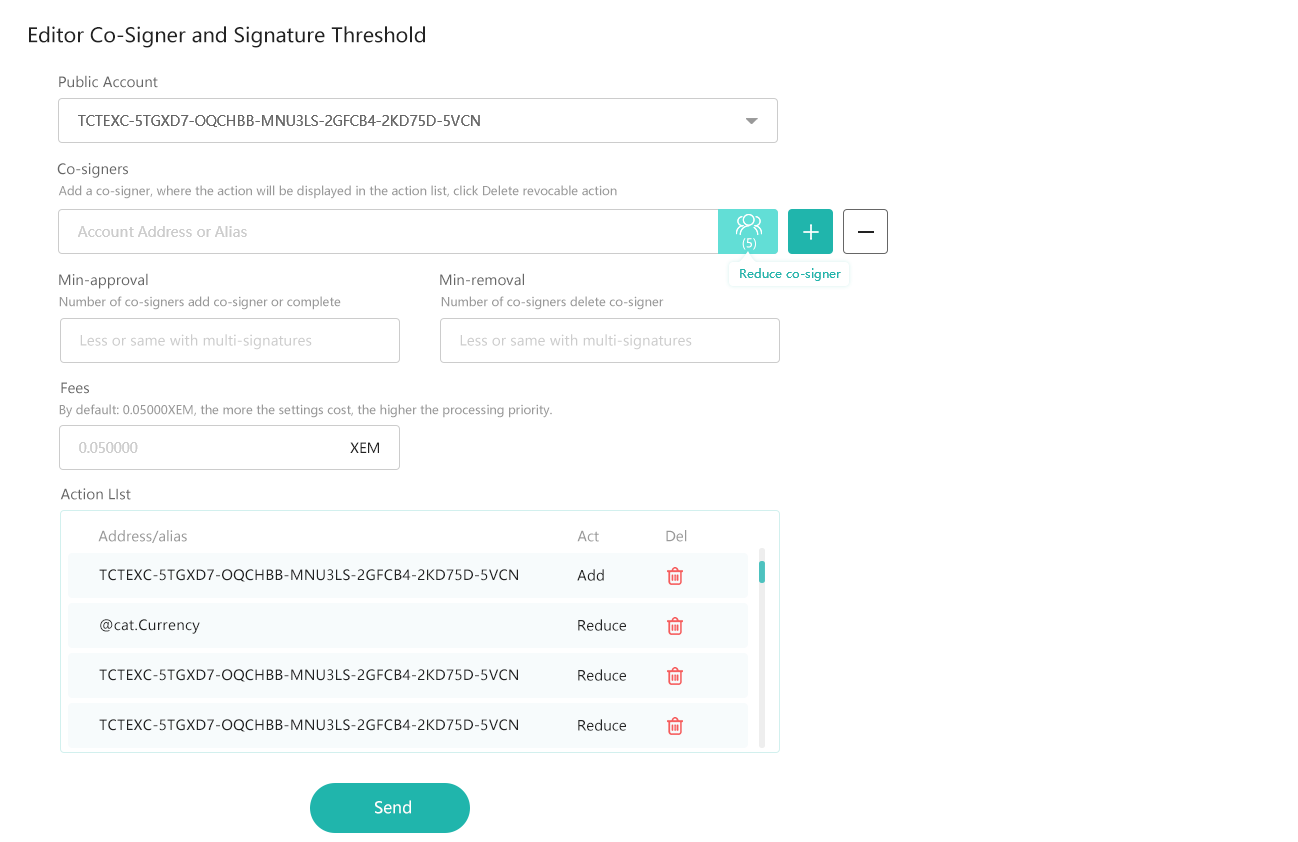 Editor Co-Signer and Signature Threshold
Public Account
TCTEXC-5TGXD7-OQCHBB-MNU3LS-2GFCB4-2KD75D-5VCN
Co-signers
Add a co-signer, where the action will be displayed in the action list, click Delete revocable action
Account Address or Alias
(5)
Reduce co-signer
Min-approval
Number of co-signers add co-signer or complete
Less or same with multi-signatures
Min-removal
Number of co-signers delete co-signer
Less or same with multi-signatures
Fees
By default: 0.05000XEM, the more the settings cost, the higher the processing priority.
0.050000 XEM
Action LIst
Address/alias Act Del
TCTEXC-5TGXD7-OQCHBB-MNU3LS-2GFCB4-2KD75D-5VCN Add
@cat.Currency Reduce
TCTEXC-5TGXD7-OQCHBB-MNU3LS-2GFCB4-2KD75D-5VCN Reduce
TCTEXC-5TGXD7-OQCHBB-MNU3LS-2GFCB4-2KD75D-5VCN Reduce
Send